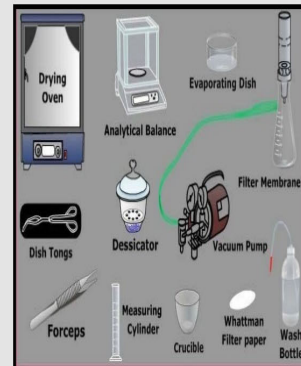 Drying
Oven
Analytical Balance
Evaporating Dish
Filter Membrane
Dish Tongs
Dessicator
Vacuum Pump
Forceps
Measuring
Cylinder
Crucible
Whattman
Filter paper
Wash
Bottle